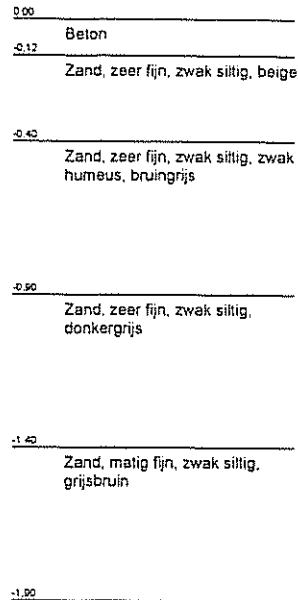 0.00
Beton
-0.12
Zand, zeer fijn, zwak siltig, beige
-0.40
Zand, zeer fijn, zwak siltig, zwak
humeus, bruingrijs
-0.90
Zand, zeer fijn, zwak siltig,
donkergrijs
-1.40
Zand, matig fijn, zwak siltig,
grijsbruin
-1.90